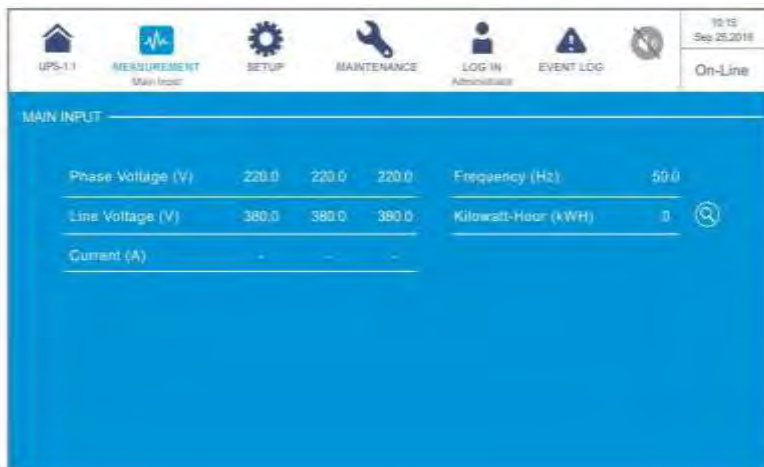 10:15
Sep 25,2018
UPS-1.1
MEASUREMENT
SETUP
MAINTENANCE
LOG IN
EVENT LOG
On-Line
Main Input
Administrator
MAIN INPUT
Phase Voltage (V) 220.0 220.0 220.0 Frequency (Hz) 50.0
Line Voltage (V) 380.0 380.0 380.0 Kilowatt-Hour (kWH) 0
Current (A) - - -